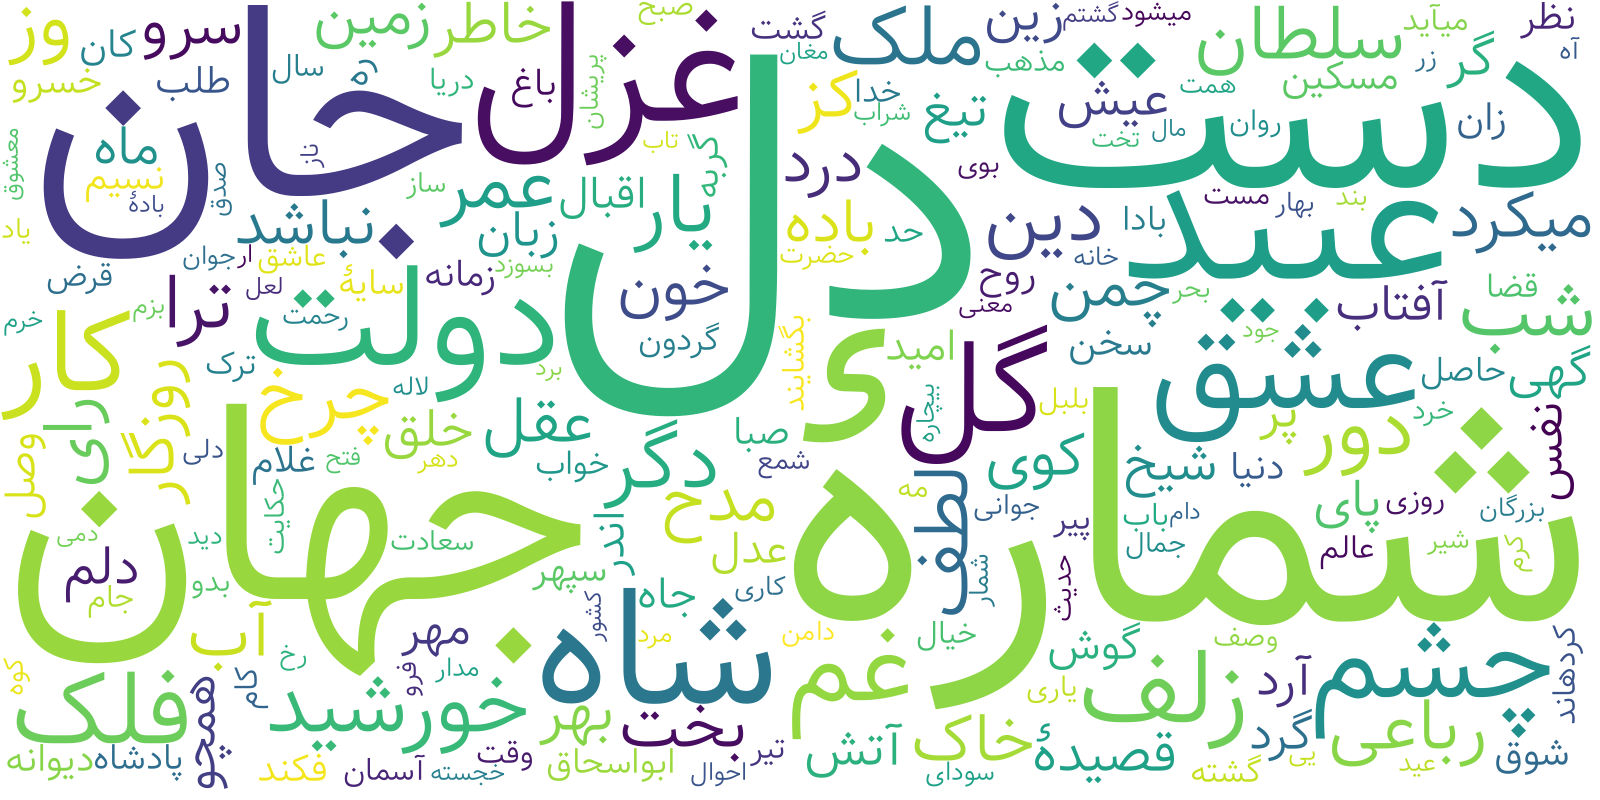 نظر
میآید
سلطان
زین
میشود
گشتم
گشت
صبح
غزل
خاطر
زمین
سرو
کان
وز
آه
زر
گر
مسکین
همت
مذهب
ملک
مغان
کز
خدا
شراب
عیش
تیغ
باغ
پریشان
دریا
سال
ره
طلب
خسرو
جان
دست
زان
روان
مال
تخت
تاب
گربه
درد
بوی
ماه
معشوق
ناز
نسیم
صدق
بادهٔ
ساز
عمر
اقبال
یار
باده
حد
دین
بادا
مست
بهار
بند
عبید
میکرد
یاد
نباشد
زبان
دل
حضرت
خانه
ار
جوان
عاشق
قرض
ترا
لعل
سایهٔ
زمانه
بسوزد
خون
روح
معنی
چمن
بحر
آفتاب
قضا
شب
خرم
بزم
رحمت
دولت
گردون
بگشایند
امید
ی
سخن
جود
عشق
حاصل
گهی
کار
روزگار
ترک
چرخ
لاله
برد
بیچاره
گل
بلبل
پر
خرد
نفس
رای
وصل
دلی
غلام
فتح
خلق
دهر
عقل
خواب
دگر
صبا
شمع
کوی
شیخ
دنیا
دور
شماره
جهان
حکایت
دمی
دید
سعادت
اندر
مدح
مه
لطف
جوانی
پیر
باب
دام
پای
روزی
بزرگان
دلم
جام
بدو
سپهر
عدل
جمال
عالم
شیر
کرم
شمار
حدیث
جاه
کاری
آب
مهر
شاه
کشور
مرد
دامن
خیال
گوش
وصف
کردهاند
کوه
فلک
همچو
کام
رخ
مدار
فرو
خورشید
بهر
بخت
غم
یاری
زلف
آرد
چشم
دیوانه
پادشاه
فکند
آسمان
خجسته
وقت
ابواسحاق
احوال
تیر
آتش
خاک
سودای
قصیدهٔ
گشته
گرد
یی
رباعی
عید
شوق